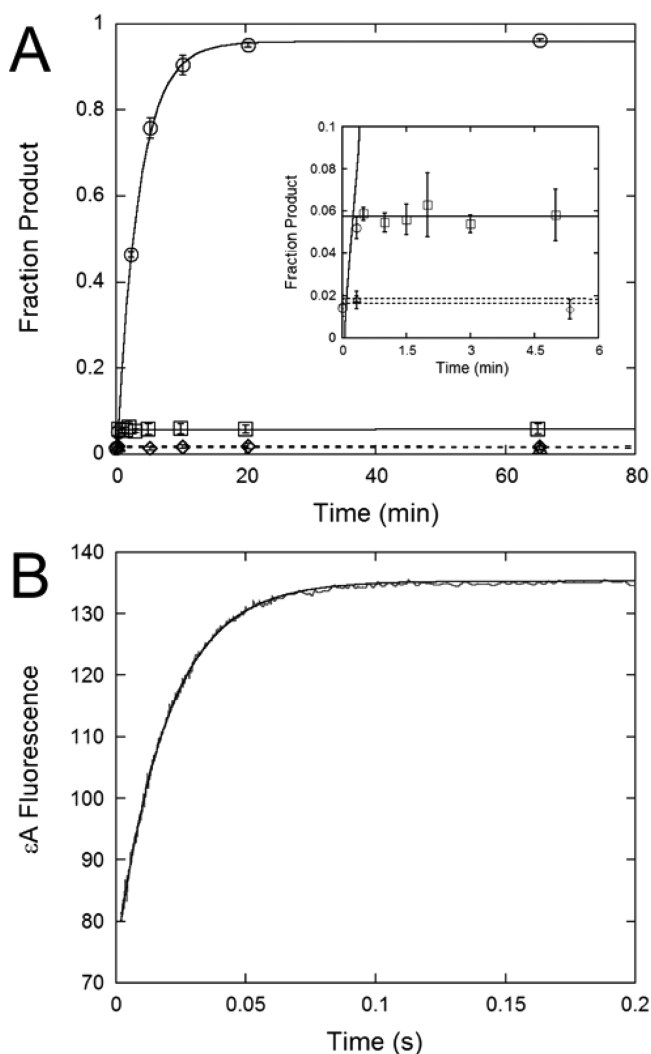 A
1
0.8
0.6
0.4
0.2
0
Fraction Product
0 20 40 60 80
Time (min)
0.1
0.08
0.06
0.04
0.02
0
Fraction Product
0 1.5 3 4.5 6
Time (min)
B
140
130
120
110
100
90
80
70
εA Fluorescence
0 0.05 0.1 0.15 0.2
Time (s)